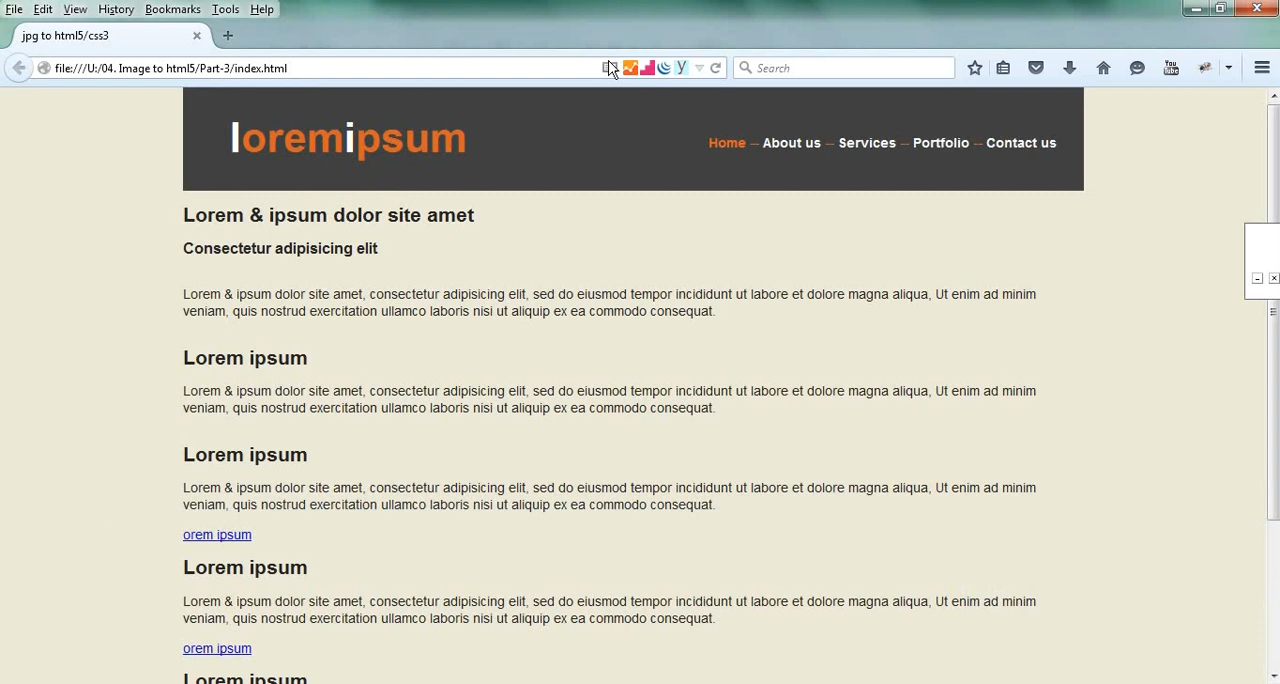 File Edit View History Bookmarks Tools Help
jpg to html5/css3
file:///U:/04. Image to html5/Part-3/index.html
Search
You Tube
loremipsum
Home – About us – Services – Portfolio – Contact us
Lorem & ipsum dolor site amet
Consectetur adipisicing elit
Lorem & ipsum dolor site amet, consectetur adipisicing elit, sed do eiusmod tempor incididunt ut labore et dolore magna aliqua, Ut enim ad minim
veniam, quis nostrud exercitation ullamco laboris nisi ut aliquip ex ea commodo consequat.
Lorem ipsum
Lorem & ipsum dolor site amet, consectetur adipisicing elit, sed do eiusmod tempor incididunt ut labore et dolore magna aliqua, Ut enim ad minim
veniam, quis nostrud exercitation ullamco laboris nisi ut aliquip ex ea commodo consequat.
Lorem ipsum
Lorem & ipsum dolor site amet, consectetur adipisicing elit, sed do eiusmod tempor incididunt ut labore et dolore magna aliqua, Ut enim ad minim
veniam, quis nostrud exercitation ullamco laboris nisi ut aliquip ex ea commodo consequat.
orem ipsum
Lorem ipsum
Lorem & ipsum dolor site amet, consectetur adipisicing elit, sed do eiusmod tempor incididunt ut labore et dolore magna aliqua, Ut enim ad minim
veniam, quis nostrud exercitation ullamco laboris nisi ut aliquip ex ea commodo consequat.
orem ipsum
Lorem ipsum